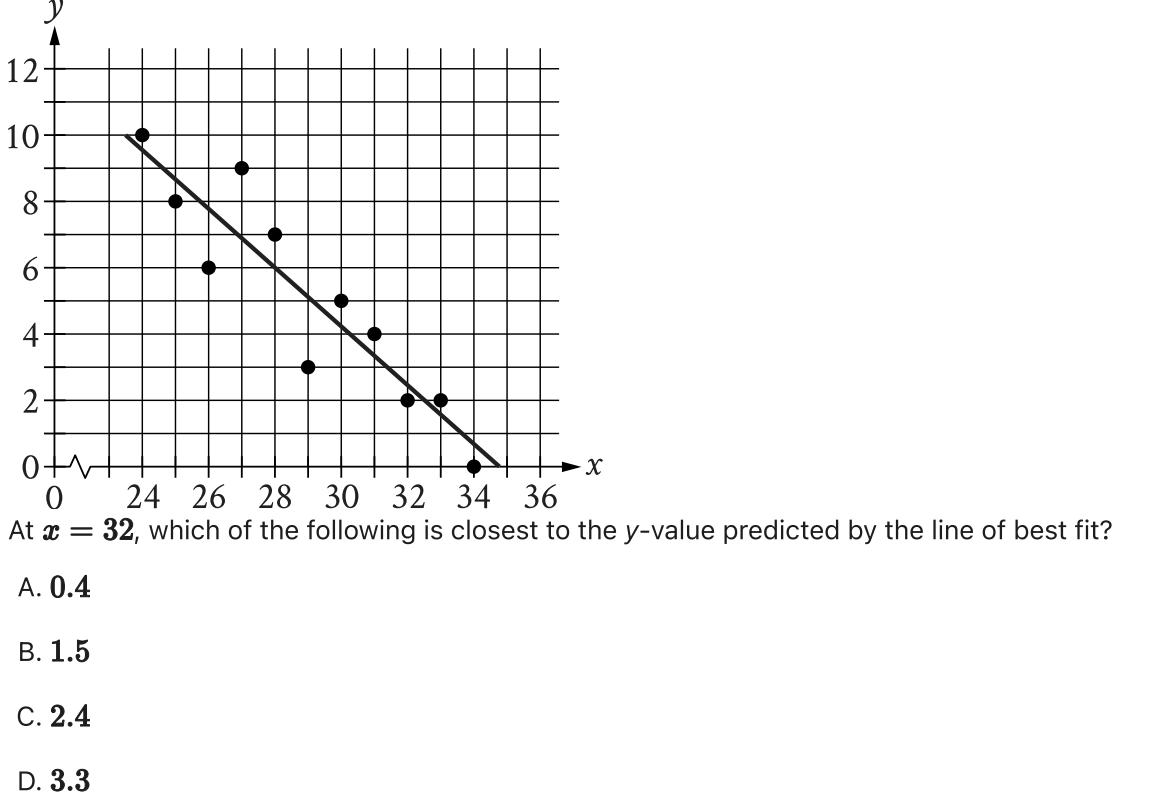 y
12
10
8
6
4
2
0
x
0 24 26 28 30 32 34 36
At x = 32, which of the following is closest to the y-value predicted by the line of best fit?
A. 0.4
B. 1.5
C. 2.4
D. 3.3